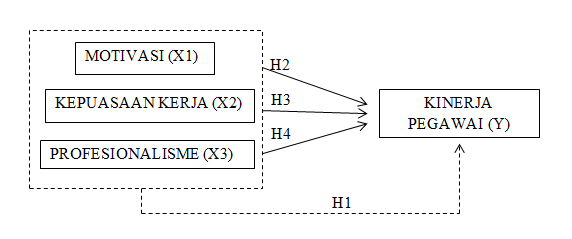 MOTIVASI (X1)
H2
KEPUASAAN KERJA (X2)
H3
KINERJA
PEGAWAI (Y)
H4
PROFESIONALISME (X3)
H1